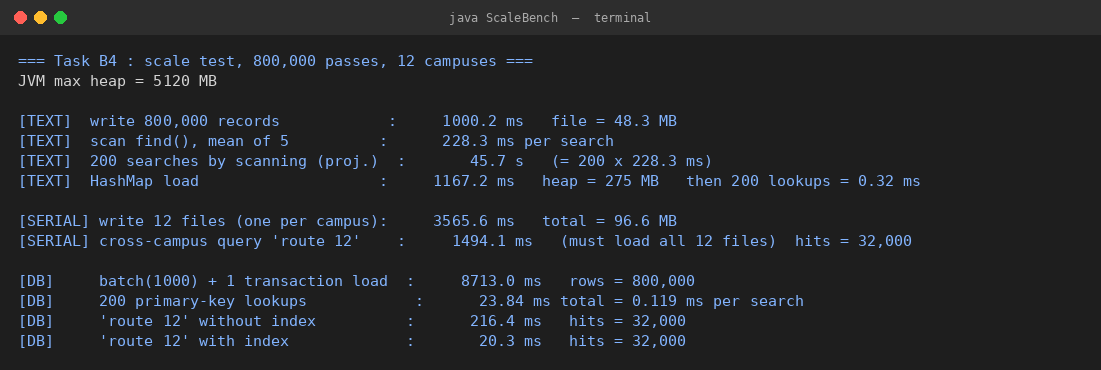 java ScaleBench — terminal
=== Task B4 : scale test, 800,000 passes, 12 campuses ===
JVM max heap = 5120 MB
[TEXT]  write 800,000 records            :     1000.2 ms   file = 48.3 MB
[TEXT]  scan find(), mean of 5          :      228.3 ms per search
[TEXT]  200 searches by scanning (proj.)  :       45.7 s   (= 200 x 228.3 ms)
[TEXT]  HashMap load                    :     1167.2 ms   heap = 275 MB   then 200 lookups = 0.32 ms
[SERIAL] write 12 files (one per campus):     3565.6 ms   total = 96.6 MB
[SERIAL] cross-campus query 'route 12'    :     1494.1 ms   (must load all 12 files)  hits = 32,000
[DB]     batch(1000) + 1 transaction load  :     8713.0 ms   rows = 800,000
[DB]     200 primary-key lookups            :      23.84 ms total = 0.119 ms per search
[DB]     'route 12' without index          :      216.4 ms   hits = 32,000
[DB]     'route 12' with index             :       20.3 ms   hits = 32,000